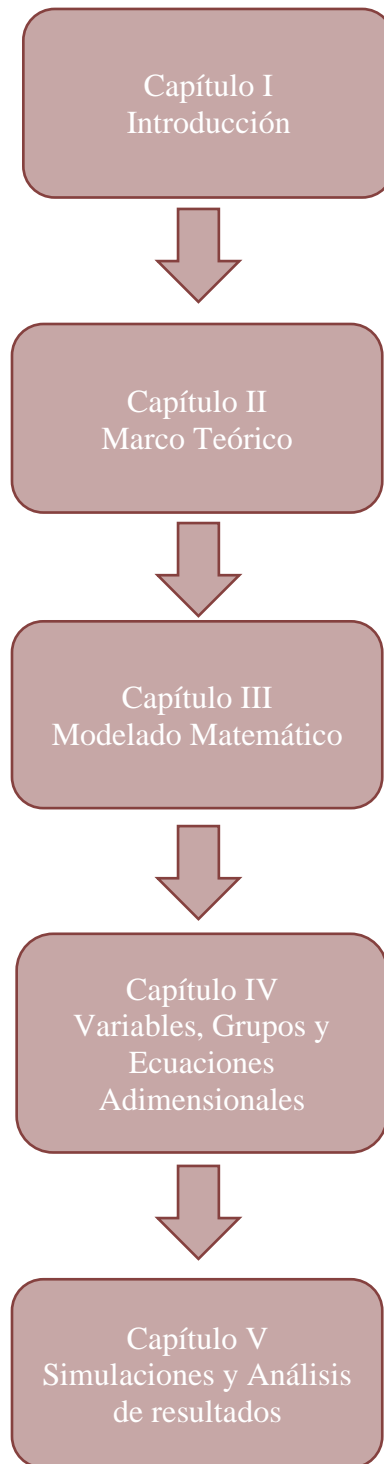 Capítulo I
Introducción
Capítulo II
Marco Teórico
Capítulo III
Modelado Matemático
Capítulo IV
Variables, Grupos y
Ecuaciones
Adimensionales
Capítulo V
Simulaciones y Análisis
de resultados